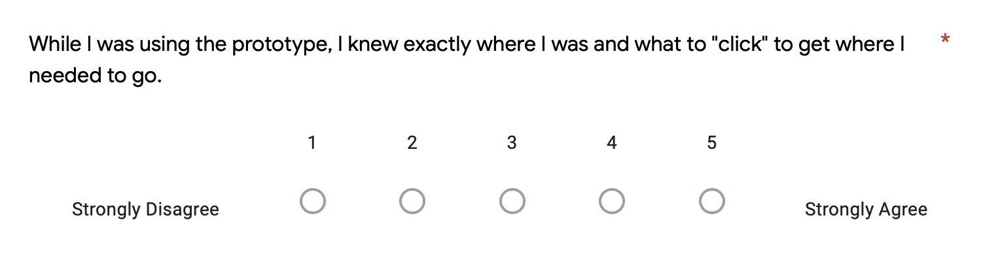 While I was using the prototype, I knew exactly where I was and what to "click" to get where I *
needed to go.
1 2 3 4 5
Strongly Disagree Strongly Agree